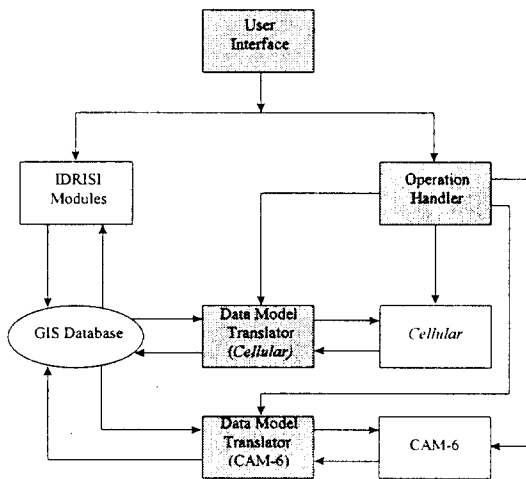 User
Interface
IDRISI
Modules
Operation
Handler
GIS Database
Data Model
Translator
(Cellular)
Cellular
Data Model
Translator
(CAM-6)
CAM-6